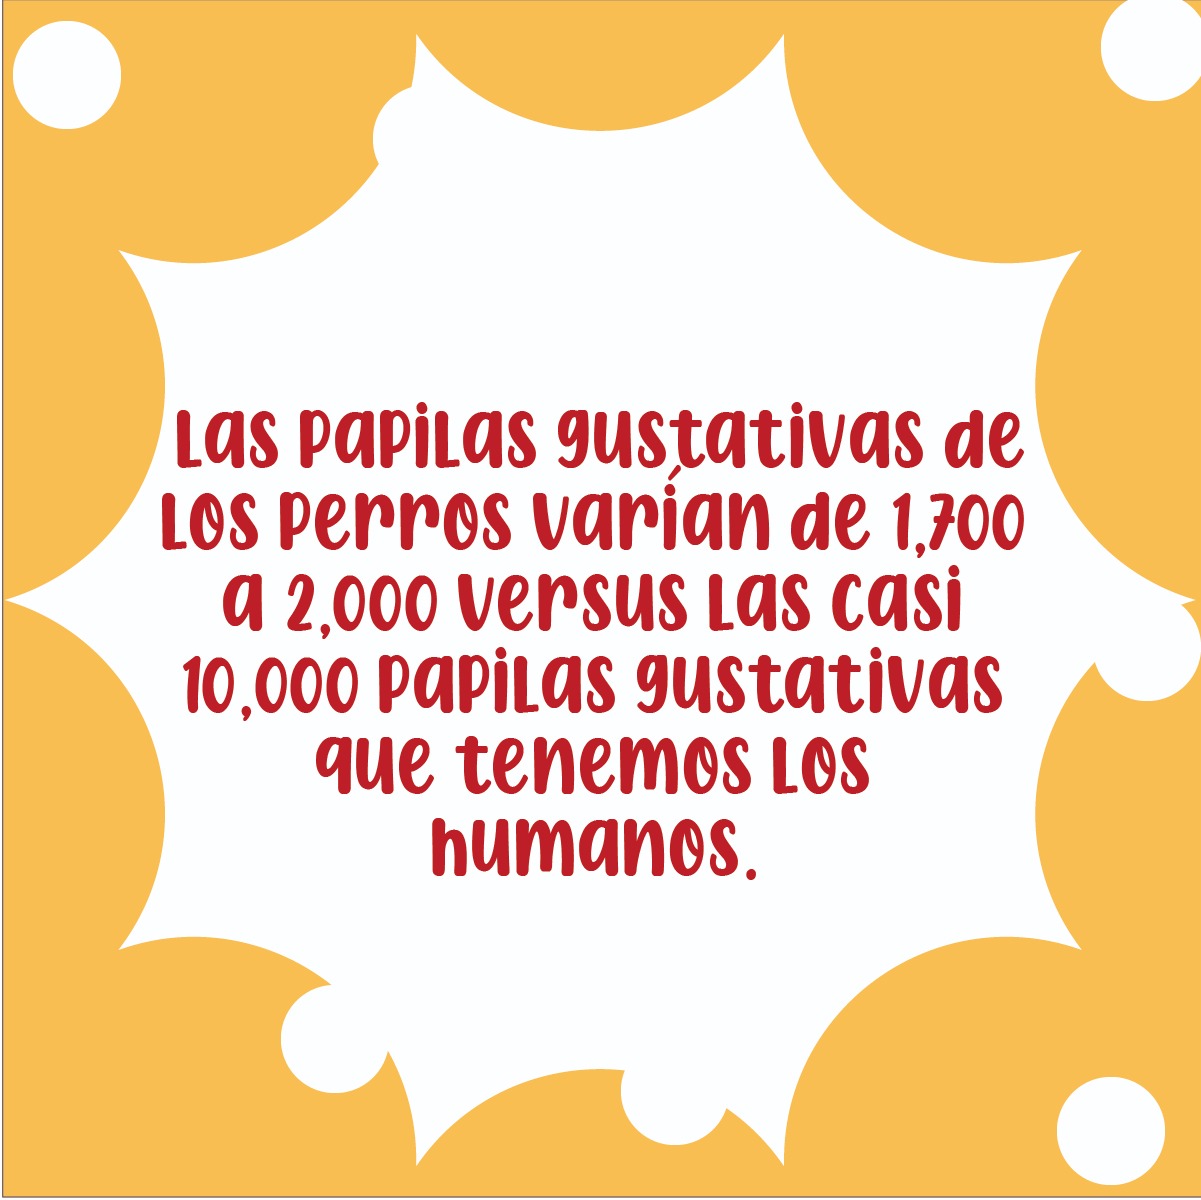 Las papilas gustativas de
los perros varían de 1,700
a 2,000 versus las casi
10,000 papilas gustativas
que tenemos los
humanos.